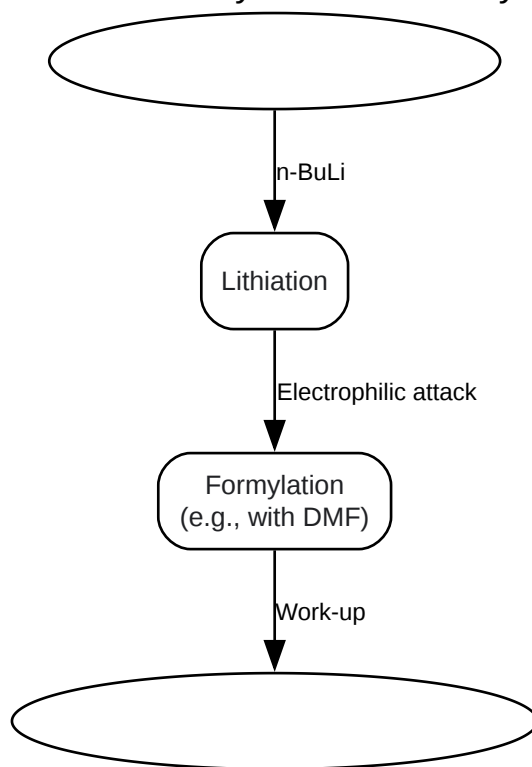 n-BuLi
Lithiation
Electrophilic attack
Formylation
(e.g., with DMF)
Work-up